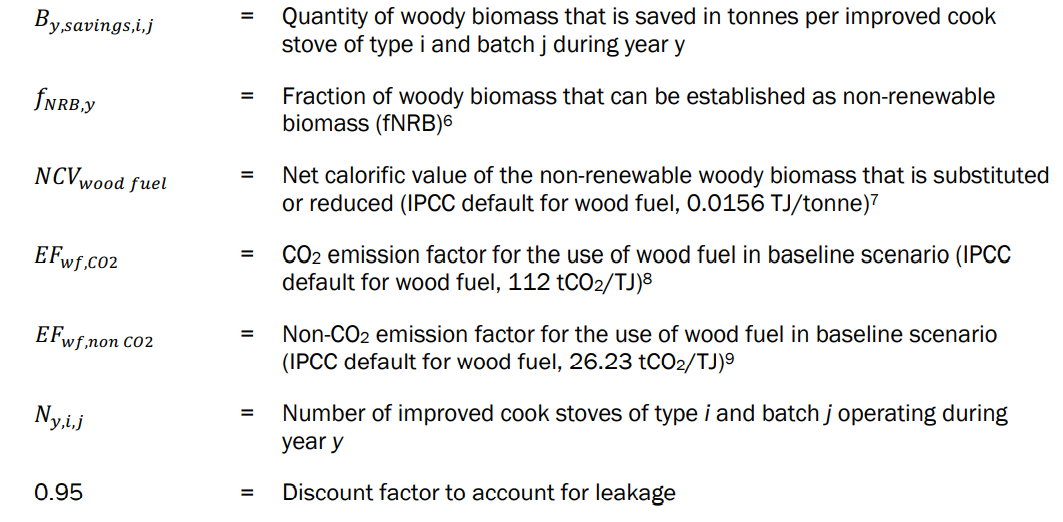 B_{y,savings,i,j} = Quantity of woody biomass that is saved in tonnes per improved cook
stove of type i and batch j during year y
f_{NRB,y} = Fraction of woody biomass that can be established as non-renewable
biomass (fNRB)⁶
NCV_{wood fuel} = Net calorific value of the non-renewable woody biomass that is substituted
or reduced (IPCC default for wood fuel, 0.0156 TJ/tonne)⁷
EF_{wf,CO2} = CO₂ emission factor for the use of wood fuel in baseline scenario (IPCC
default for wood fuel, 112 tCO₂/TJ)⁸
EF_{wf,non CO2} = Non-CO₂ emission factor for the use of wood fuel in baseline scenario
(IPCC default for wood fuel, 26.23 tCO₂/TJ)⁹
N_{y,i,j} = Number of improved cook stoves of type i and batch j operating during
year y
0.95 = Discount factor to account for leakage